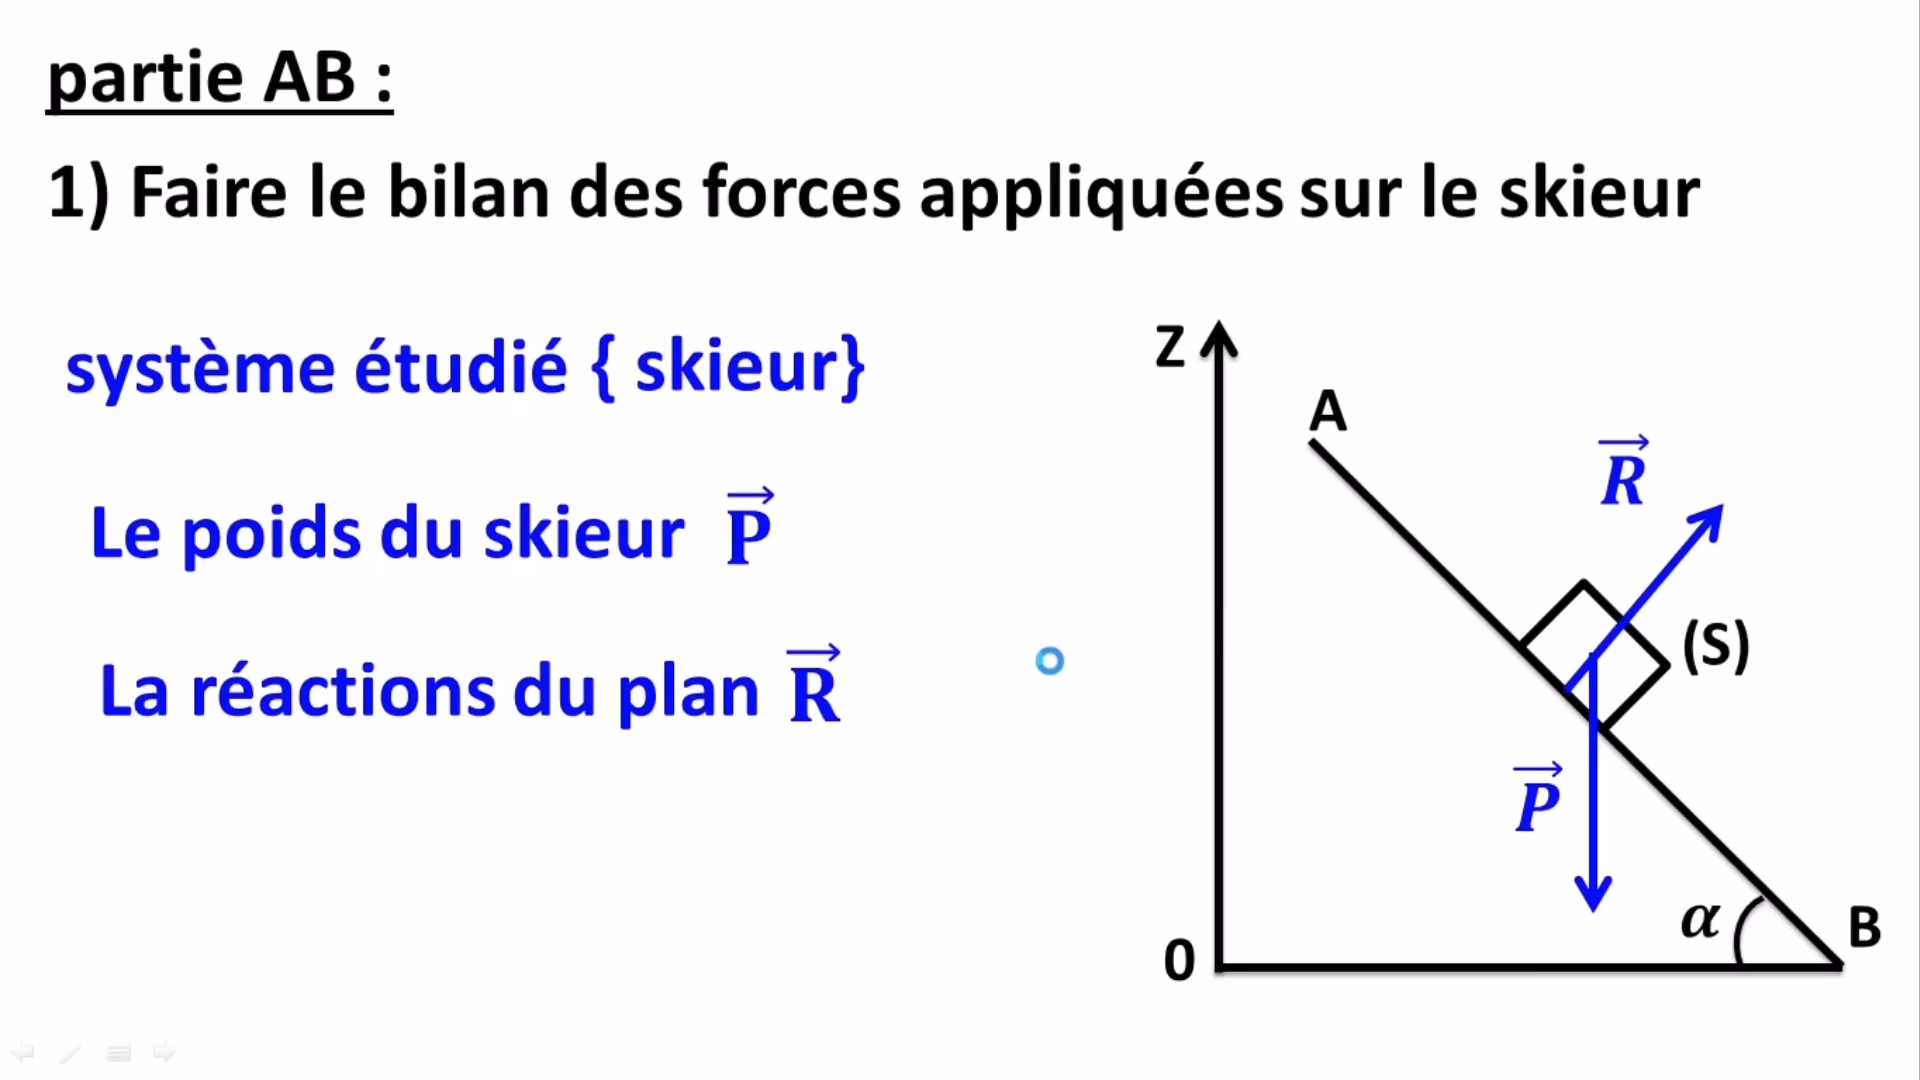 partie AB :
1) Faire le bilan des forces appliquées sur le skieur
système étudié { skieur}
Le poids du skieur P⃗
La réactions du plan R⃗
Z
A
R⃗
(S)
P⃗
α
B
0